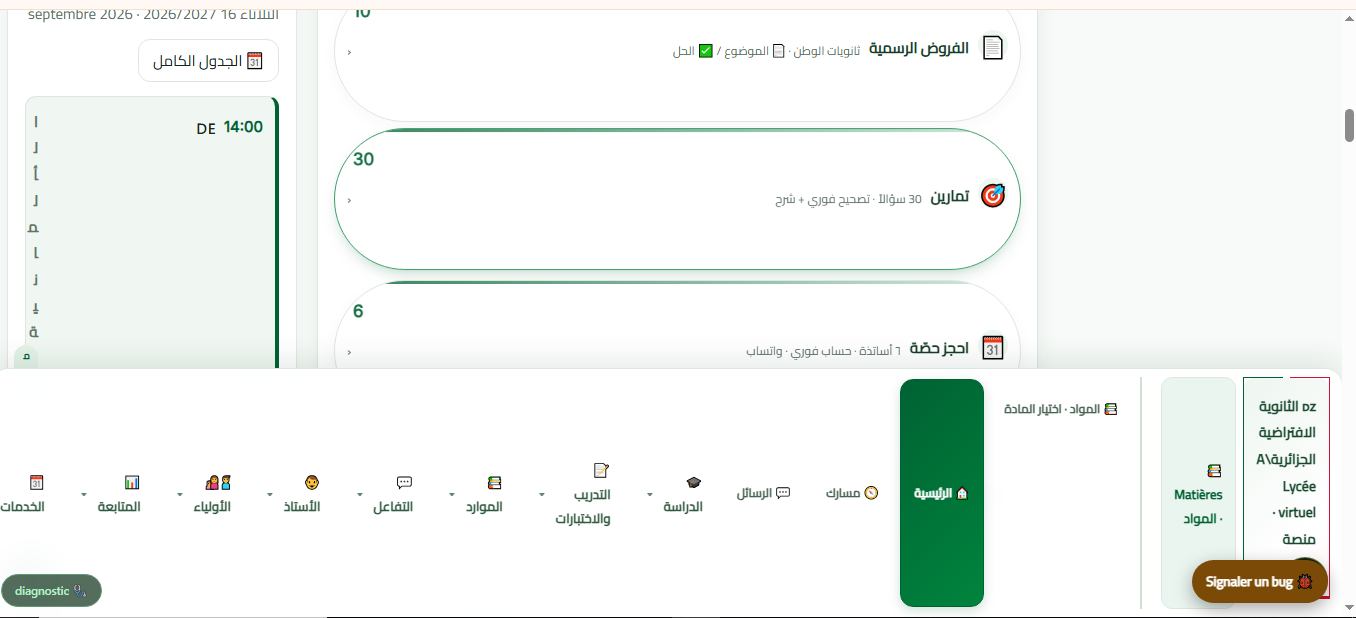 الثلاثاء 16 septembre 2026 · 2026/2027
الجدول الكامل
14:00 DE
ا
ل
أ
ل
م
ا
ن
ي
ة
م
10
الفروض الرسمية ثانويات الوطن · الموضوع / الحل
30
تمارين 30 سؤالاً · تصحيح فوري + شرح
6
احجز حصّة ٦ أساتذة · حساب فوري · واتساب
DZ الثانوية
الافتراضية
الجزائرية\A
Lycée
virtuel ·
منصة
Matières
· المواد
المواد · اختيار المادة
الرئيسية
مسارك
الرسائل
الدراسة
التدريب
والاختبارات
الموارد
التفاعل
الأستاذ
الأولياء
المتابعة
الخدمات
Signaler un bug
diagnostic